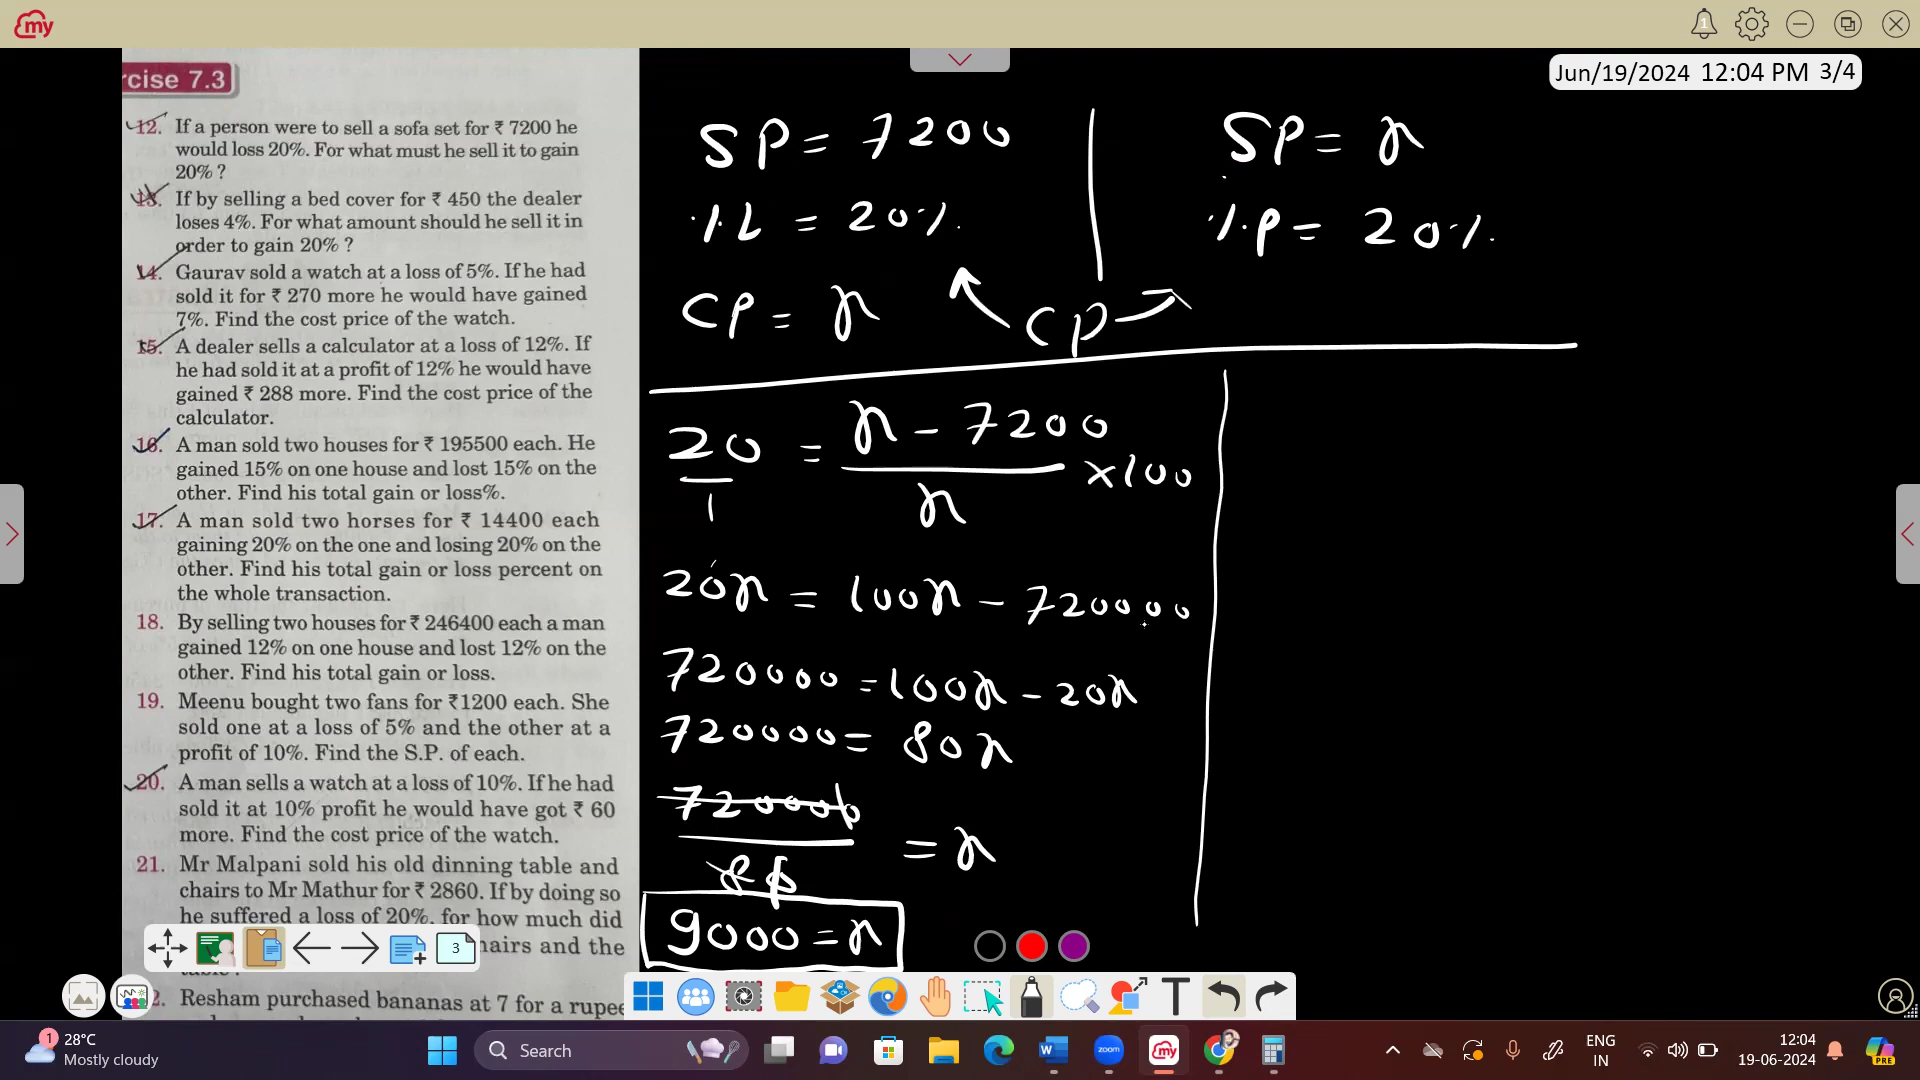 my
1
Jun/19/2024 12:04 PM 3/4
rcise 7.3
12. If a person were to sell a sofa set for ₹ 7200 he
would loss 20%. For what must he sell it to gain
20% ?
13. If by selling a bed cover for ₹ 450 the dealer
loses 4%. For what amount should he sell it in
order to gain 20% ?
14. Gaurav sold a watch at a loss of 5%. If he had
sold it for ₹ 270 more he would have gained
7%. Find the cost price of the watch.
15. A dealer sells a calculator at a loss of 12%. If
he had sold it at a profit of 12% he would have
gained ₹ 288 more. Find the cost price of the
calculator.
16. A man sold two houses for ₹ 195500 each. He
gained 15% on one house and lost 15% on the
other. Find his total gain or loss%.
17. A man sold two horses for ₹ 14400 each
gaining 20% on the one and losing 20% on the
other. Find his total gain or loss percent on
the whole transaction.
18. By selling two houses for ₹ 246400 each a man
gained 12% on one house and lost 12% on the
other. Find his total gain or loss.
19. Meenu bought two fans for ₹1200 each. She
sold one at a loss of 5% and the other at a
profit of 10%. Find the S.P. of each.
20. A man sells a watch at a loss of 10%. If he had
sold it at 10% profit he would have got ₹ 60
more. Find the cost price of the watch.
21. Mr Malpani sold his old dinning table and
chairs to Mr Mathur for ₹ 2860. If by doing so
he suffered a loss of 20%, for how much did
hairs and the
2. Resham purchased bananas at 7 for a rupee
SP = 7200
%L = 20%
CP = x
CP
SP = x
%P = 20%
20/1 = x - 7200/x ×100
20x = 100x - 720000
720000 = 100x - 20x
720000 = 80x
720000/80 = x
9000 = x
3
1
28°C
Mostly cloudy
Search
zoom
my
ENG
IN
12:04
19-06-2024
PRE